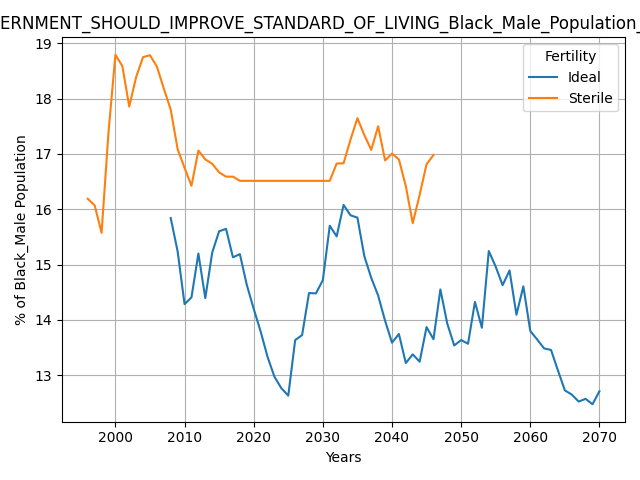 ERNMENT_SHOULD_IMPROVE_STANDARD_OF_LIVING_Black_Male_Population_
Fertility
Ideal
Sterile
% of Black_Male Population
19
18
17
16
15
14
13
2000 2010 2020 2030 2040 2050 2060 2070
Years